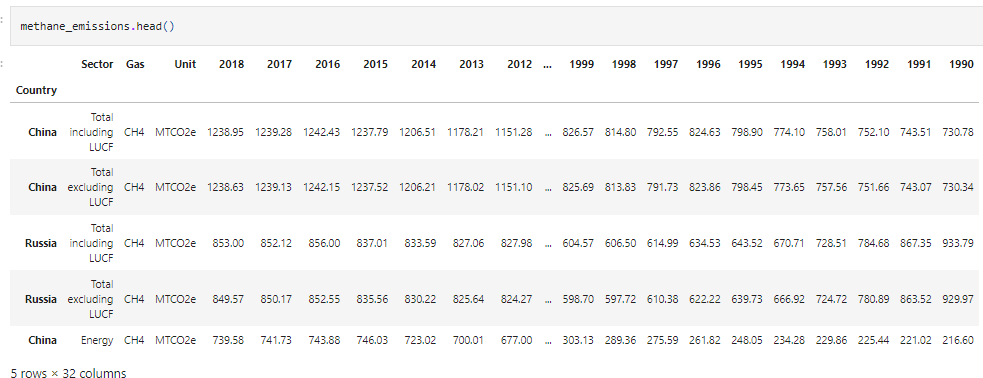 methane_emissions.head()
Sector Gas Unit 2018 2017 2016 2015 2014 2013 2012 ... 1999 1998 1997 1996 1995 1994 1993 1992 1991 1990
Country
China Total including LUCF CH4 MTCO2e 1238.95 1239.28 1242.43 1237.79 1206.51 1178.21 1151.28 ... 826.57 814.80 792.55 824.63 798.90 774.10 758.01 752.10 743.51 730.78
China Total excluding LUCF CH4 MTCO2e 1238.63 1239.13 1242.15 1237.52 1206.21 1178.02 1151.10 ... 825.69 813.83 791.73 823.86 798.45 773.65 757.56 751.66 743.07 730.34
Russia Total including LUCF CH4 MTCO2e 853.00 852.12 856.00 837.01 833.59 827.06 827.98 ... 604.57 606.50 614.99 634.53 643.52 670.71 728.51 784.68 867.35 933.79
Russia Total excluding LUCF CH4 MTCO2e 849.57 850.17 852.55 835.56 830.22 825.64 824.27 ... 598.70 597.72 610.38 622.22 639.73 666.92 724.72 780.89 863.52 929.97
China Energy CH4 MTCO2e 739.58 741.73 743.88 746.03 723.02 700.01 677.00 ... 303.13 289.36 275.59 261.82 248.05 234.28 229.86 225.44 221.02 216.60
5 rows × 32 columns